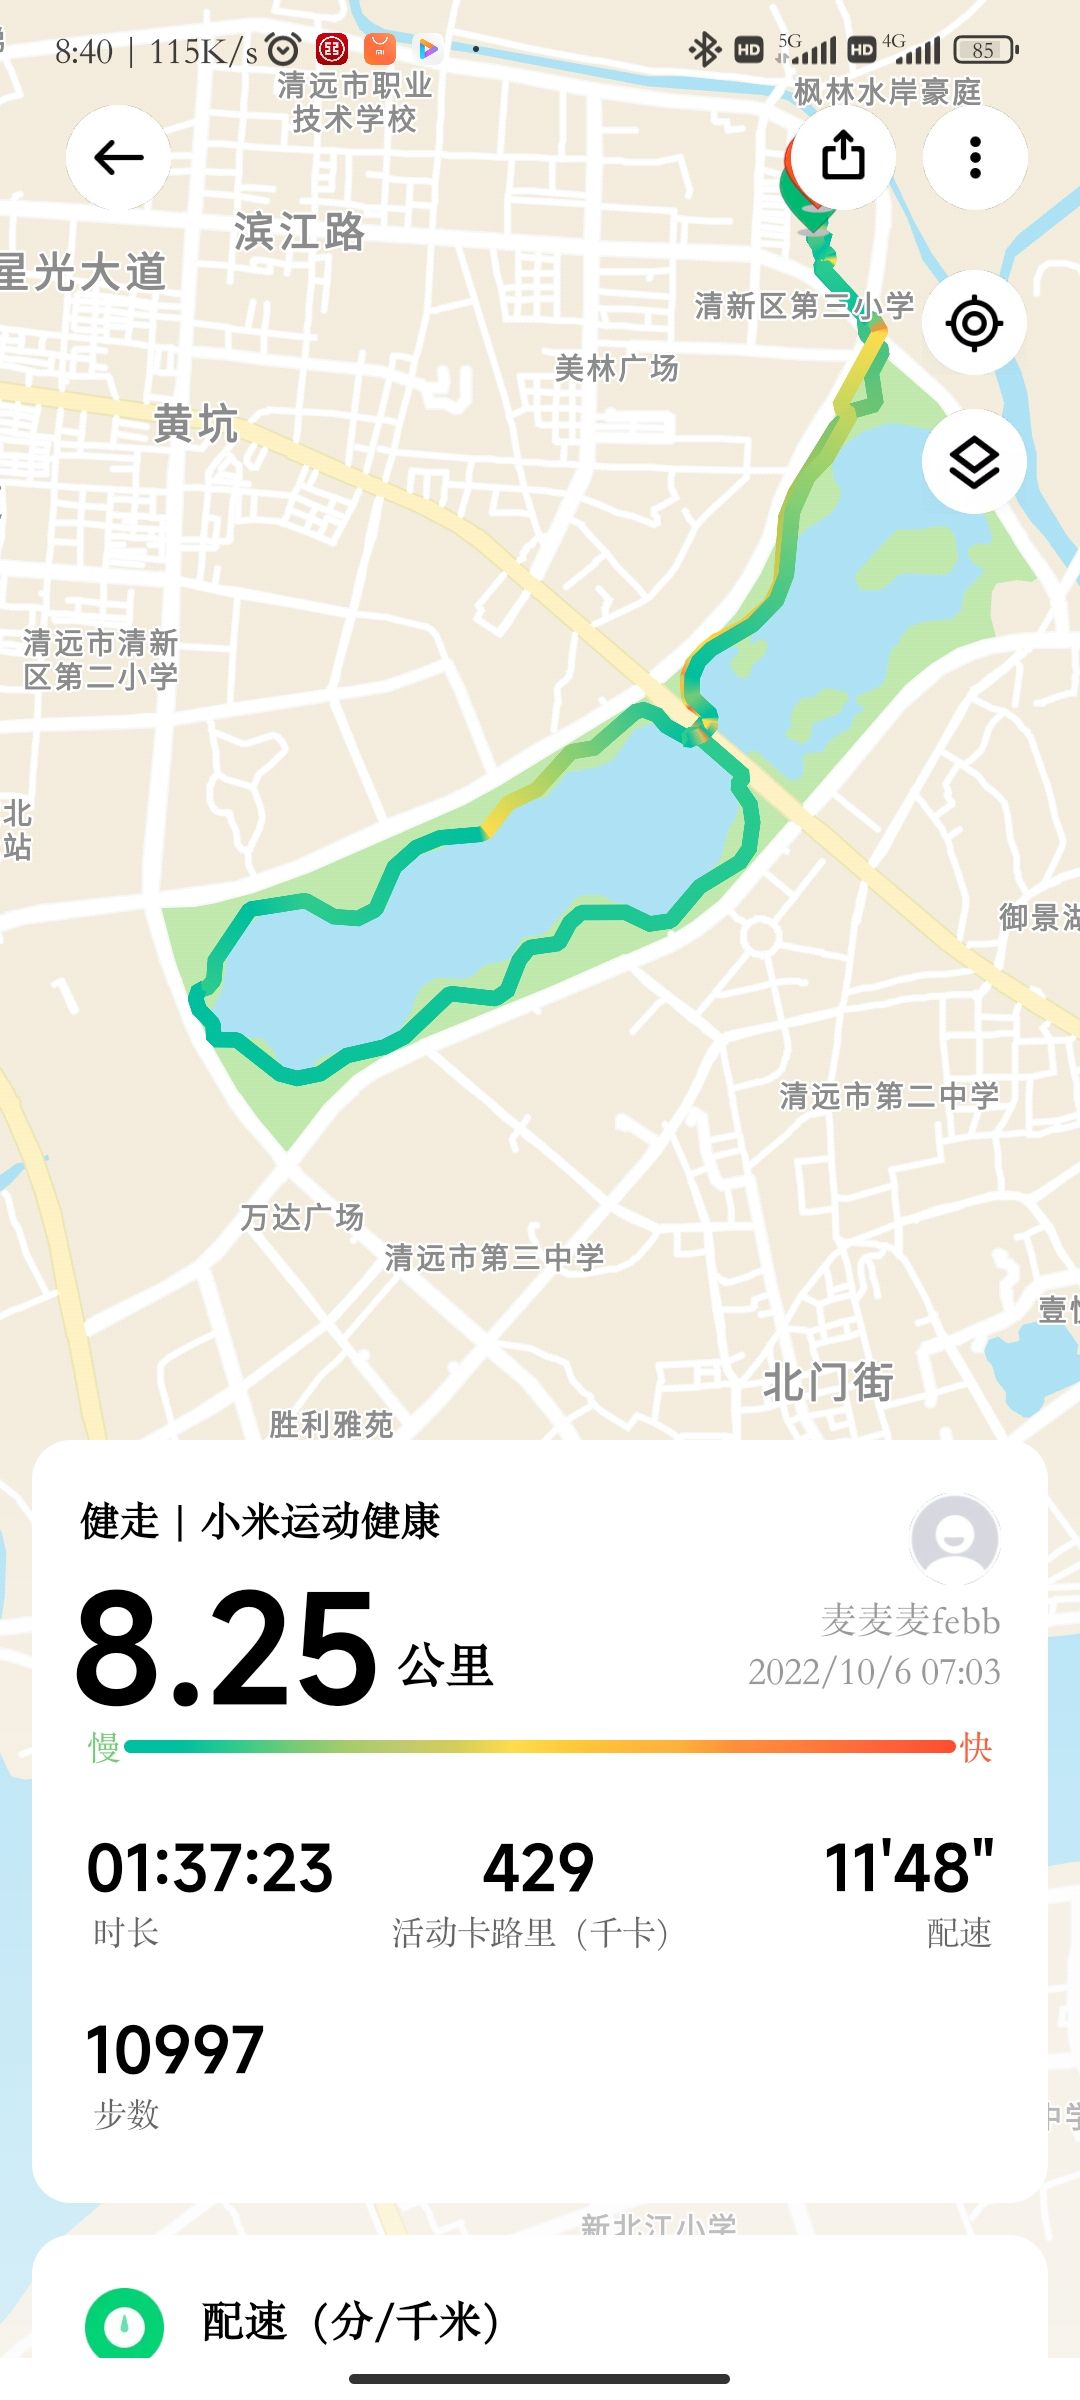 8:40 | 115K/s
HD 5G HD 4G 85
清远市职业
技术学校
枫林水岸豪庭
滨江路
星光大道
清新区第三小学
美林广场
黄坑
清远市清新
区第二小学
北
站
御景湖
清远市第二中学
万达广场
清远市第三中学
北门街
胜利雅苑
健走 | 小米运动健康
8.25 公里
麦麦麦febb
2022/10/6 07:03
慢 快
01:37:23 429 11'48"
时长 活动卡路里（千卡） 配速
10997
步数
中学
新北江小学
配速（分/千米）